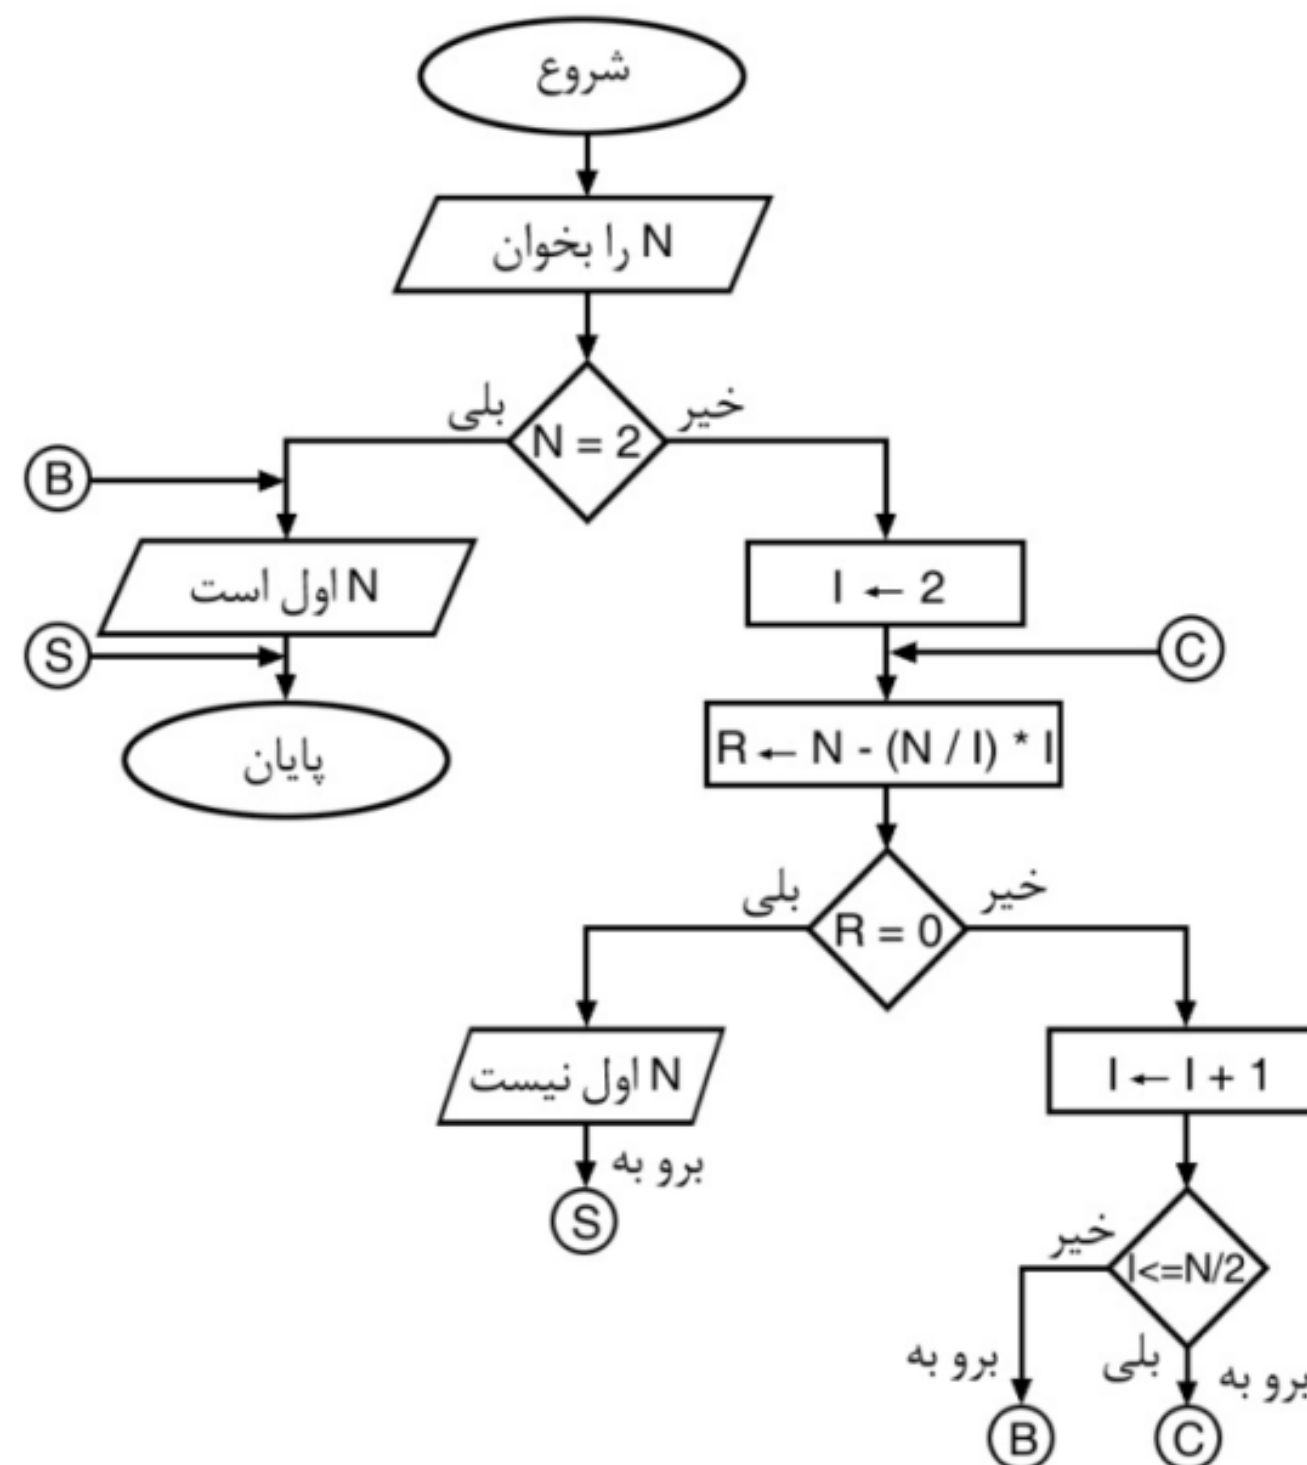 شروع
N را بخوان
بلی
خیر
N = 2
B
N اول است
I ← 2
S
C
پایان
R ← N - (N / I) * I
بلی
خیر
R = 0
N اول نیست
I ← I + 1
برو به
S
خیر
I<=N/2
برو به
بلی
برو به
B
C